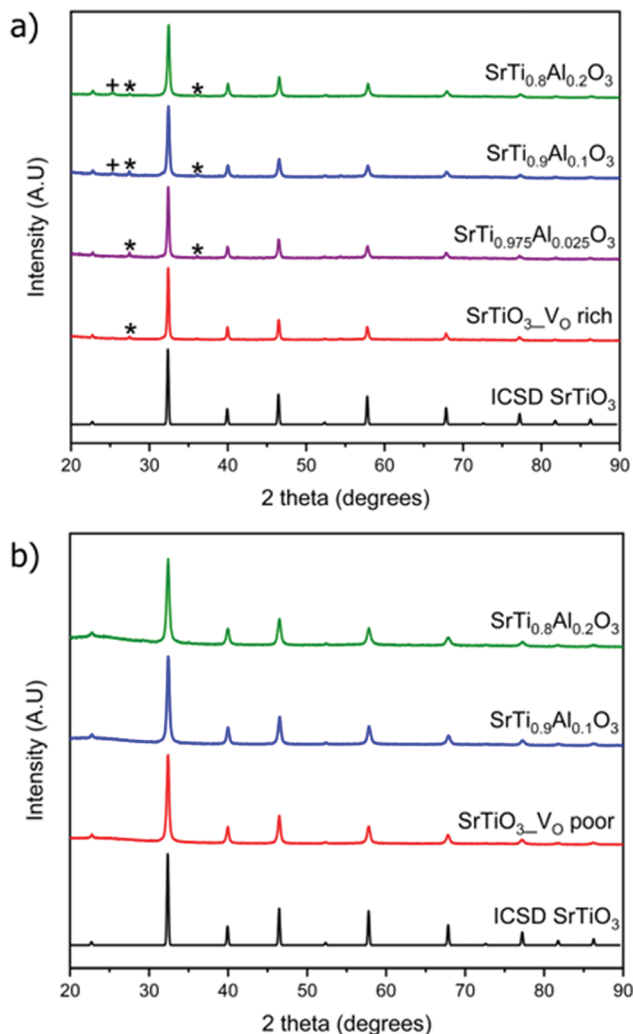 a)
+ * * SrTi₀.₈Al₀.₂O₃
+ * * SrTi₀.₉Al₀.₁O₃
* * SrTi₀.₉₇₅Al₀.₀₂₅O₃
* SrTiO₃_V₀ rich
ICSD SrTiO₃
Intensity (A.U)
20 30 40 50 60 70 80 90
2 theta (degrees)
b)
SrTi₀.₈Al₀.₂O₃
SrTi₀.₉Al₀.₁O₃
SrTiO₃_V₀ poor
ICSD SrTiO₃
Intensity (A.U)
20 30 40 50 60 70 80 90
2 theta (degrees)